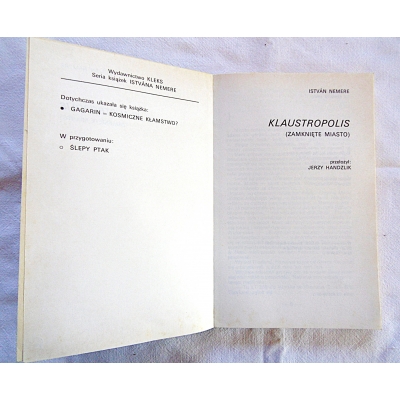 Wydawnictwo KLEKS
Seria książek ISTVÁNA NEMERE
Dotychczas ukazała się książka:
● GAGARIN — KOSMICZNE KŁAMSTWO?
W przygotowaniu:
○ ŚLEPY PTAK
ISTVÁN NEMERE
KLAUSTROPOLIS
(ZAMKNIĘTE MIASTO)
przełożył:
JERZY HANDZLIK